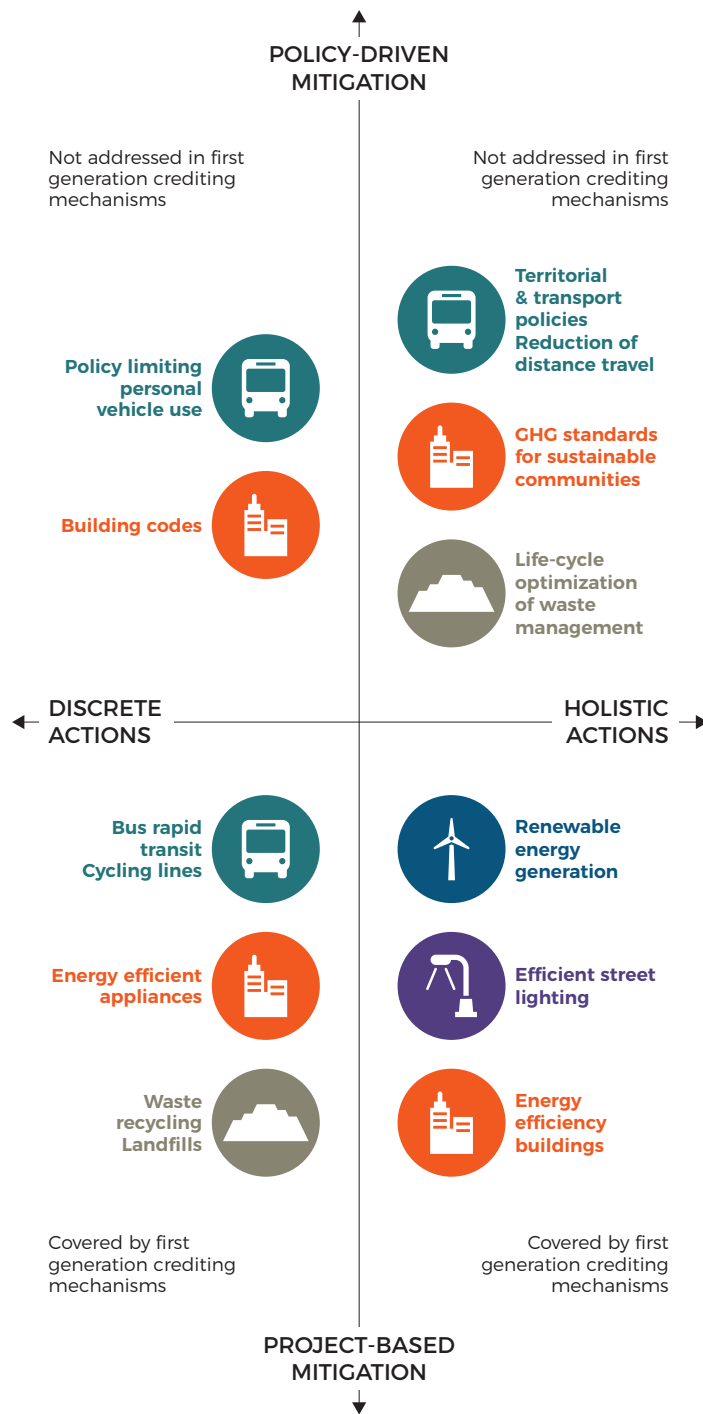 POLICY-DRIVEN
MITIGATION
Not addressed in first
generation crediting
mechanisms
Not addressed in first
generation crediting
mechanisms
Policy limiting
personal
vehicle use
Building codes
Territorial
& transport
policies
Reduction of
distance travel
GHG standards
for sustainable
communities
Life-cycle
optimization
of waste
management
DISCRETE
ACTIONS
HOLISTIC
ACTIONS
Bus rapid
transit
Cycling lines
Energy efficient
appliances
Waste
recycling
Landfills
Renewable
energy
generation
Efficient street
lighting
Energy
efficiency
buildings
Covered by first
generation crediting
mechanisms
Covered by first
generation crediting
mechanisms
PROJECT-BASED
MITIGATION